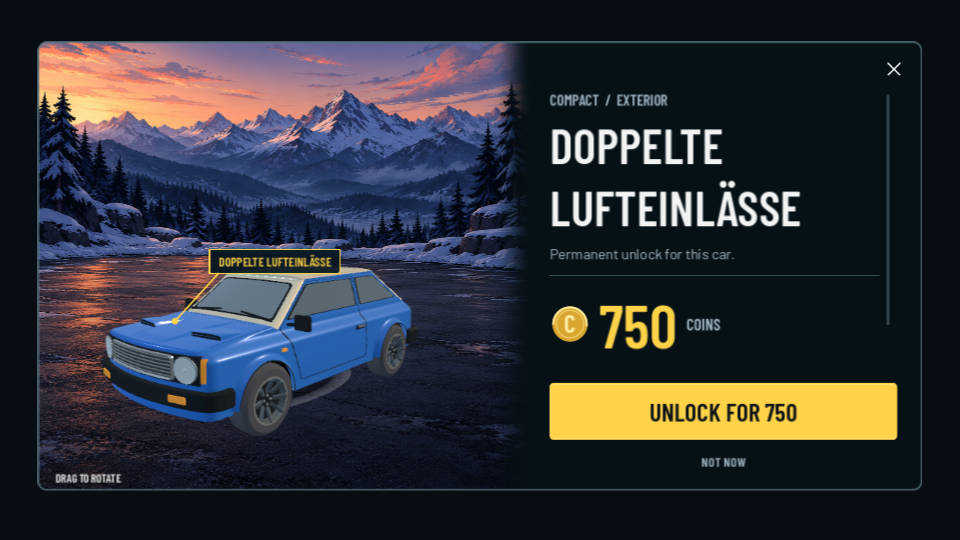 COMPACT / EXTERIOR
DOPPELTE
LUFTEINLÄSSE
Permanent unlock for this car.
C 750 COINS
UNLOCK FOR 750
NOT NOW
DOPPELTE LUFTEINLÄSSE
DRAG TO ROTATE